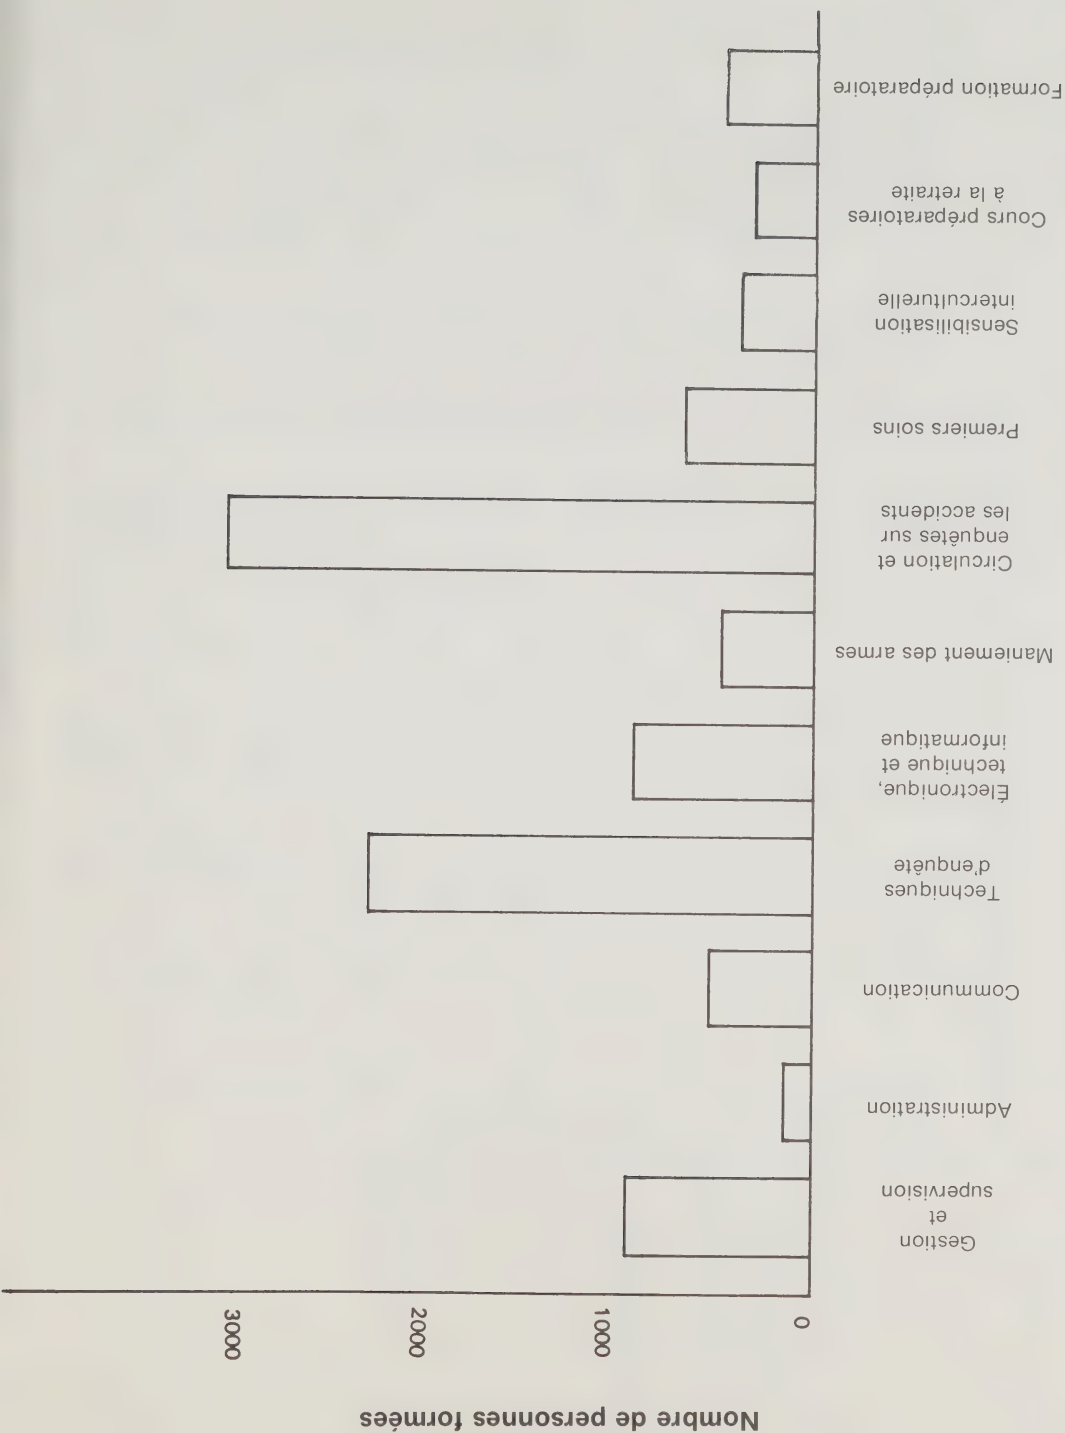 Nombre de personnes formées
0
1000
2000
3000
Gestion
et
supervision
Administration
Communication
Techniques
d'enquête
Électronique,
technique et
informatique
Maniement des armes
Circulation et
enquêtes sur
les accidents
Premiers soins
Sensibilisation
interculturelle
Cours préparatoires
à la retraite
Formation préparatoire